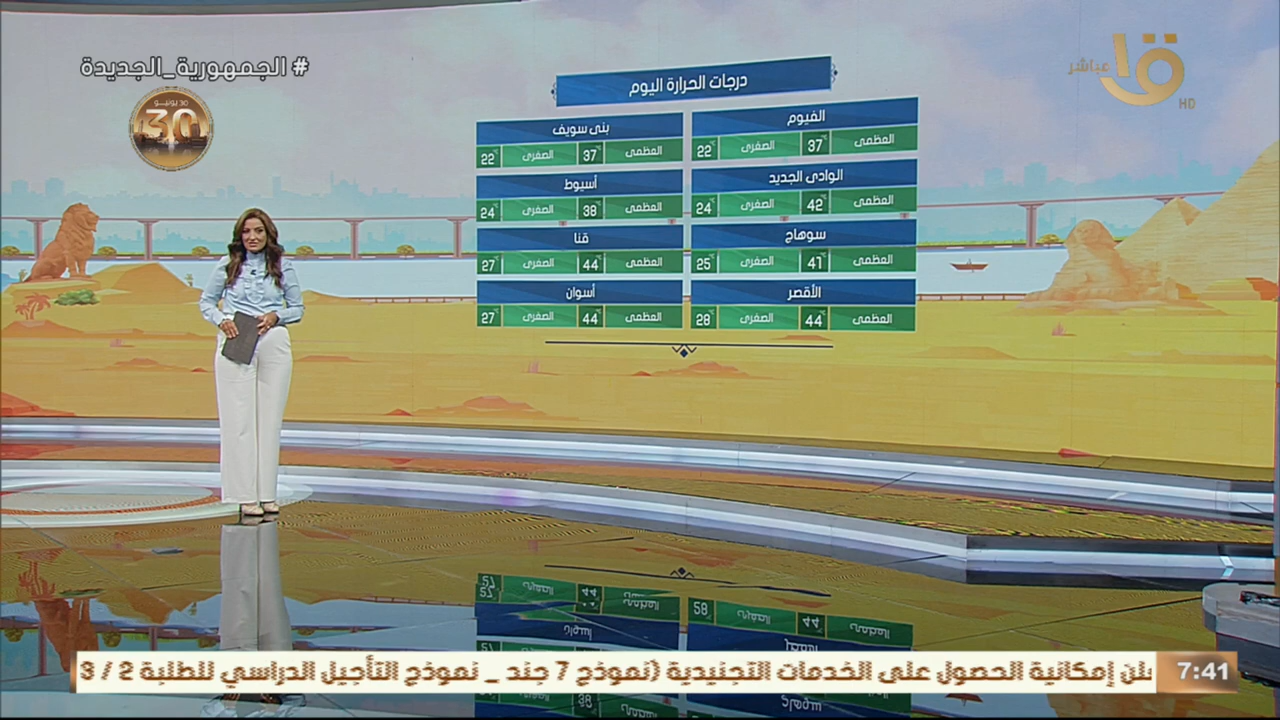 #الجمهورية_الجديدة
30 يونيو
30
مباشر
HD
درجات الحرارة اليوم
الفيوم
العظمى 37 الصغرى 22
بنى سويف
العظمى 37 الصغرى 22
الوادى الجديد
العظمى 42 الصغرى 24
أسيوط
العظمى 38 الصغرى 24
سوهاج
العظمى 41 الصغرى 25
قنا
العظمى 44 الصغرى 27
الأقصر
العظمى 44 الصغرى 28
أسوان
العظمى 44 الصغرى 27
7:41
إمكانية الحصول على الخدمات التجنيدية (نموذج 7 جند _ نموذج التأجيل الدراسي للطلبة 2 / 3